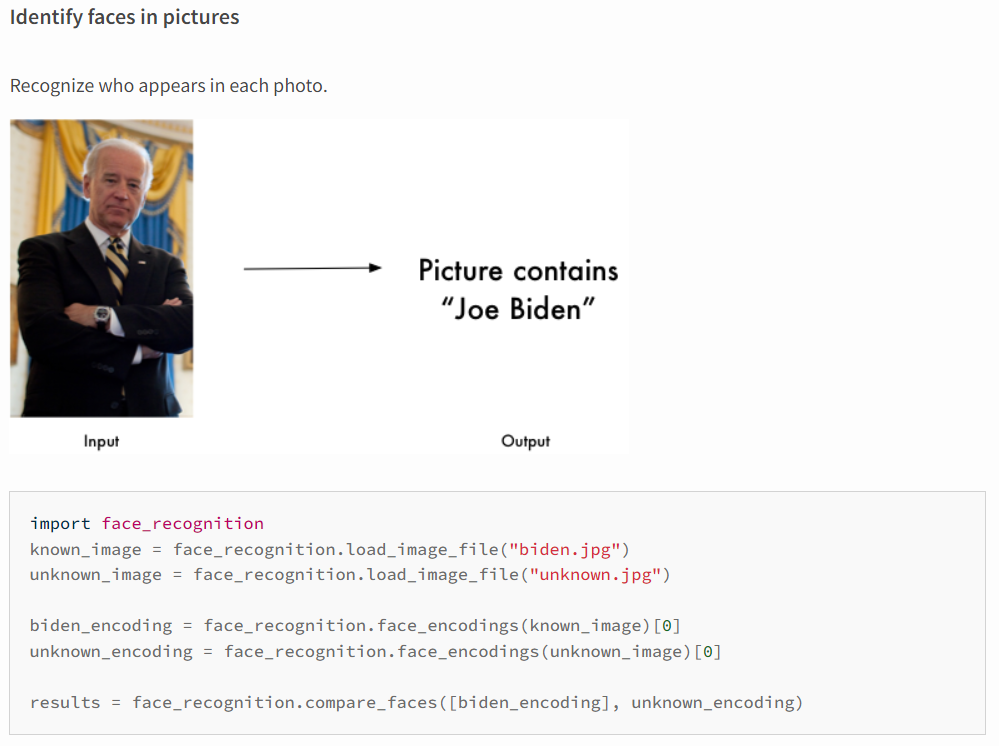 Identify faces in pictures
Recognize who appears in each photo.
Picture contains
“Joe Biden”
Input
Output
import face_recognition
known_image = face_recognition.load_image_file("biden.jpg")
unknown_image = face_recognition.load_image_file("unknown.jpg")
biden_encoding = face_recognition.face_encodings(known_image)[0]
unknown_encoding = face_recognition.face_encodings(unknown_image)[0]
results = face_recognition.compare_faces([biden_encoding], unknown_encoding)